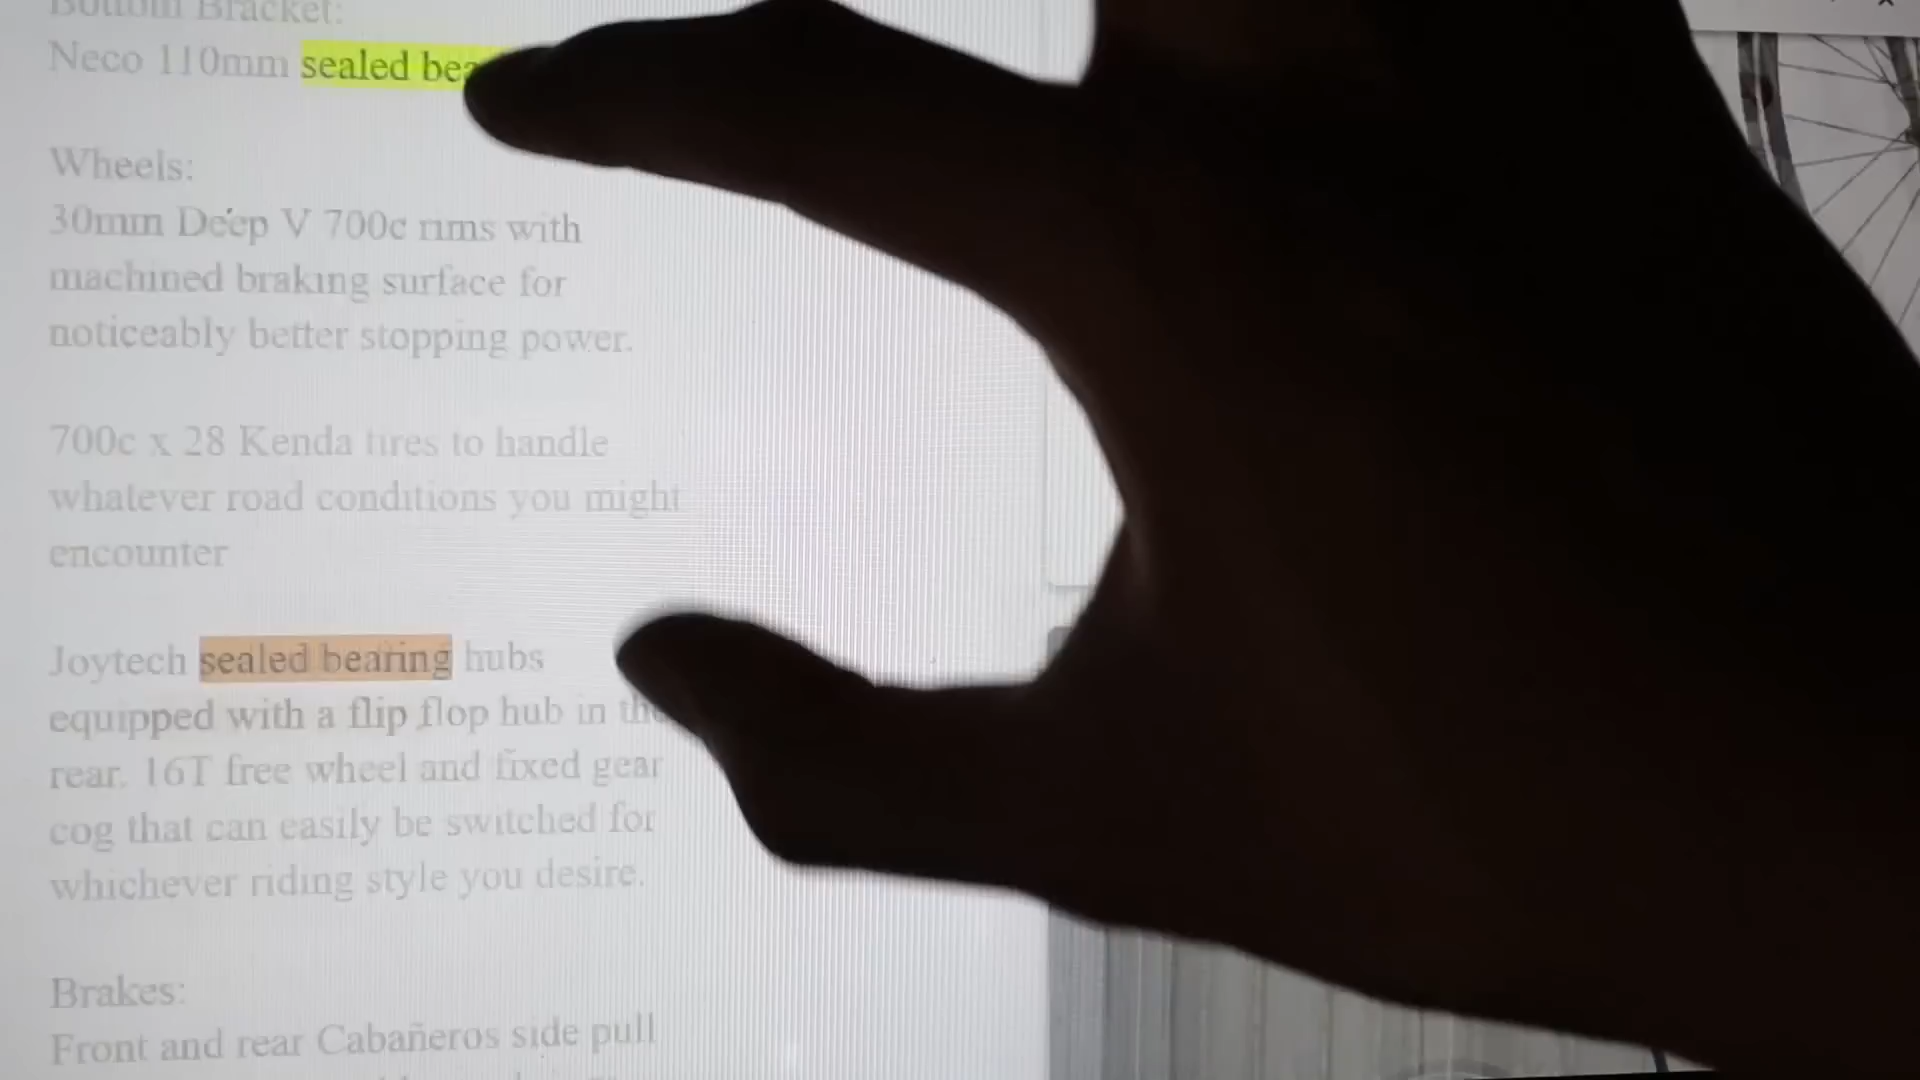 Bottom Bracket:
Neco 110mm sealed bea
Wheels:
30mm Deep V 700c rims with
machined braking surface for
noticeably better stopping power.
700c x 28 Kenda tires to handle
whatever road conditions you might
encounter
Joytech sealed bearing hubs
equipped with a flip flop hub in the
rear. 16T free wheel and fixed gear
cog that can easily be switched for
whichever riding style you desire.
Brakes:
Front and rear Cabañeros side pull